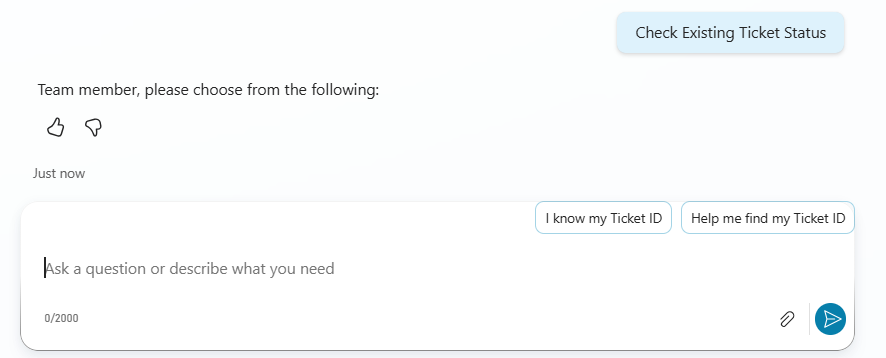 Check Existing Ticket Status
Team member, please choose from the following:
Just now
I know my Ticket ID
Help me find my Ticket ID
Ask a question or describe what you need
0/2000